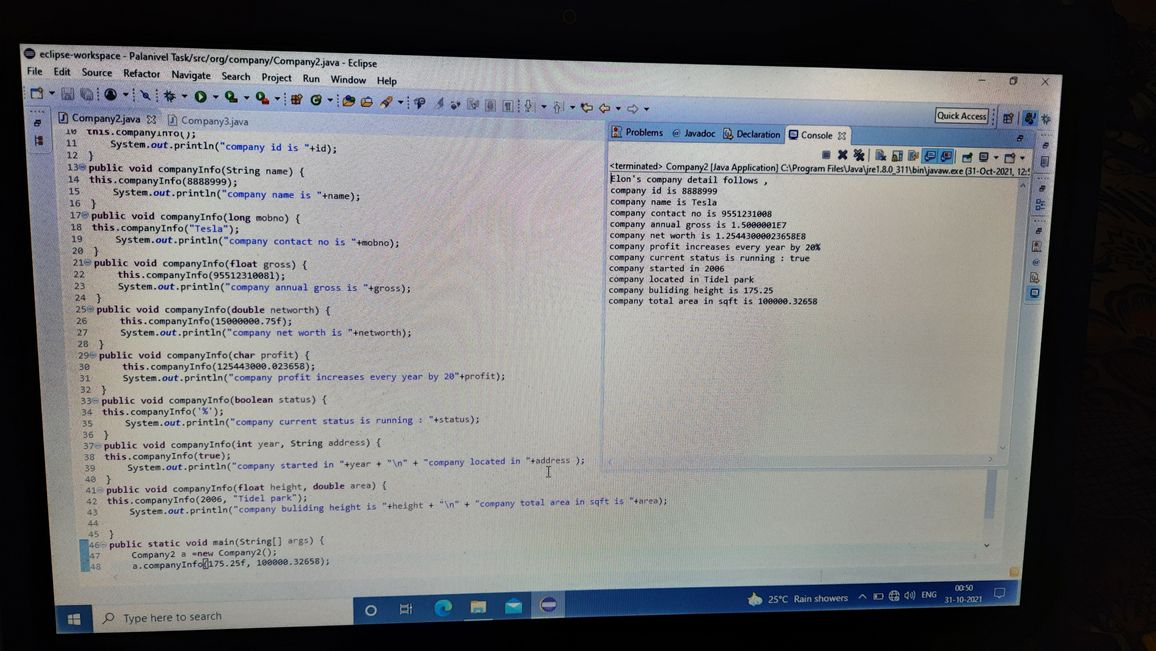 eclipse-workspace - Palanivel Task/src/org/company/Company2.java - Eclipse
File Edit Source Refactor Navigate Search Project Run Window Help
Quick Access
Company2.java Company3.java
10 this.companyInfo();
11 System.out.println("company id is "+id);
12 }
13 public void companyInfo(String name) {
14 this.companyInfo(8888999);
15 System.out.println("company name is "+name);
16 }
17 public void companyInfo(long mobno) {
18 this.companyInfo("Tesla");
19 System.out.println("company contact no is "+mobno);
20 }
21 public void companyInfo(float gross) {
22 this.companyInfo(9551231008l);
23 System.out.println("company annual gross is "+gross);
24 }
25 public void companyInfo(double networth) {
26 this.companyInfo(15000000.75f);
27 System.out.println("company net worth is "+networth);
28 }
29 public void companyInfo(char profit) {
30 this.companyInfo(125443000.023658);
31 System.out.println("company profit increases every year by 20"+profit);
32 }
33 public void companyInfo(boolean status) {
34 this.companyInfo('%');
35 System.out.println("company current status is running : "+status);
36 }
37 public void companyInfo(int year, String address) {
38 this.companyInfo(true);
39 System.out.println("company started in "+year + "\n" + "company located in "+address );
40 }
41 public void companyInfo(float height, double area) {
42 this.companyInfo(2006, "Tidel park");
43 System.out.println("company buliding height is "+height + "\n" + "company total area in sqft is "+area);
44
45 }
46 public static void main(String[] args) {
47 Company2 a =new Company2();
48 a.companyInfo(175.25f, 100000.32658);
Problems Javadoc Declaration Console
<terminated> Company2 [Java Application] C:\Program Files\Java\jre1.8.0_311\bin\javaw.exe (31-Oct-2021, 12:
Elon's company detail follows ,
company id is 8888999
company name is Tesla
company contact no is 9551231008
company annual gross is 1.5000001E7
company net worth is 1.25443000023658E8
company profit increases every year by 20%
company current status is running : true
company started in 2006
company located in Tidel park
company buliding height is 175.25
company total area in sqft is 100000.32658
Type here to search
25°C Rain showers
ENG
00:50
31-10-2021